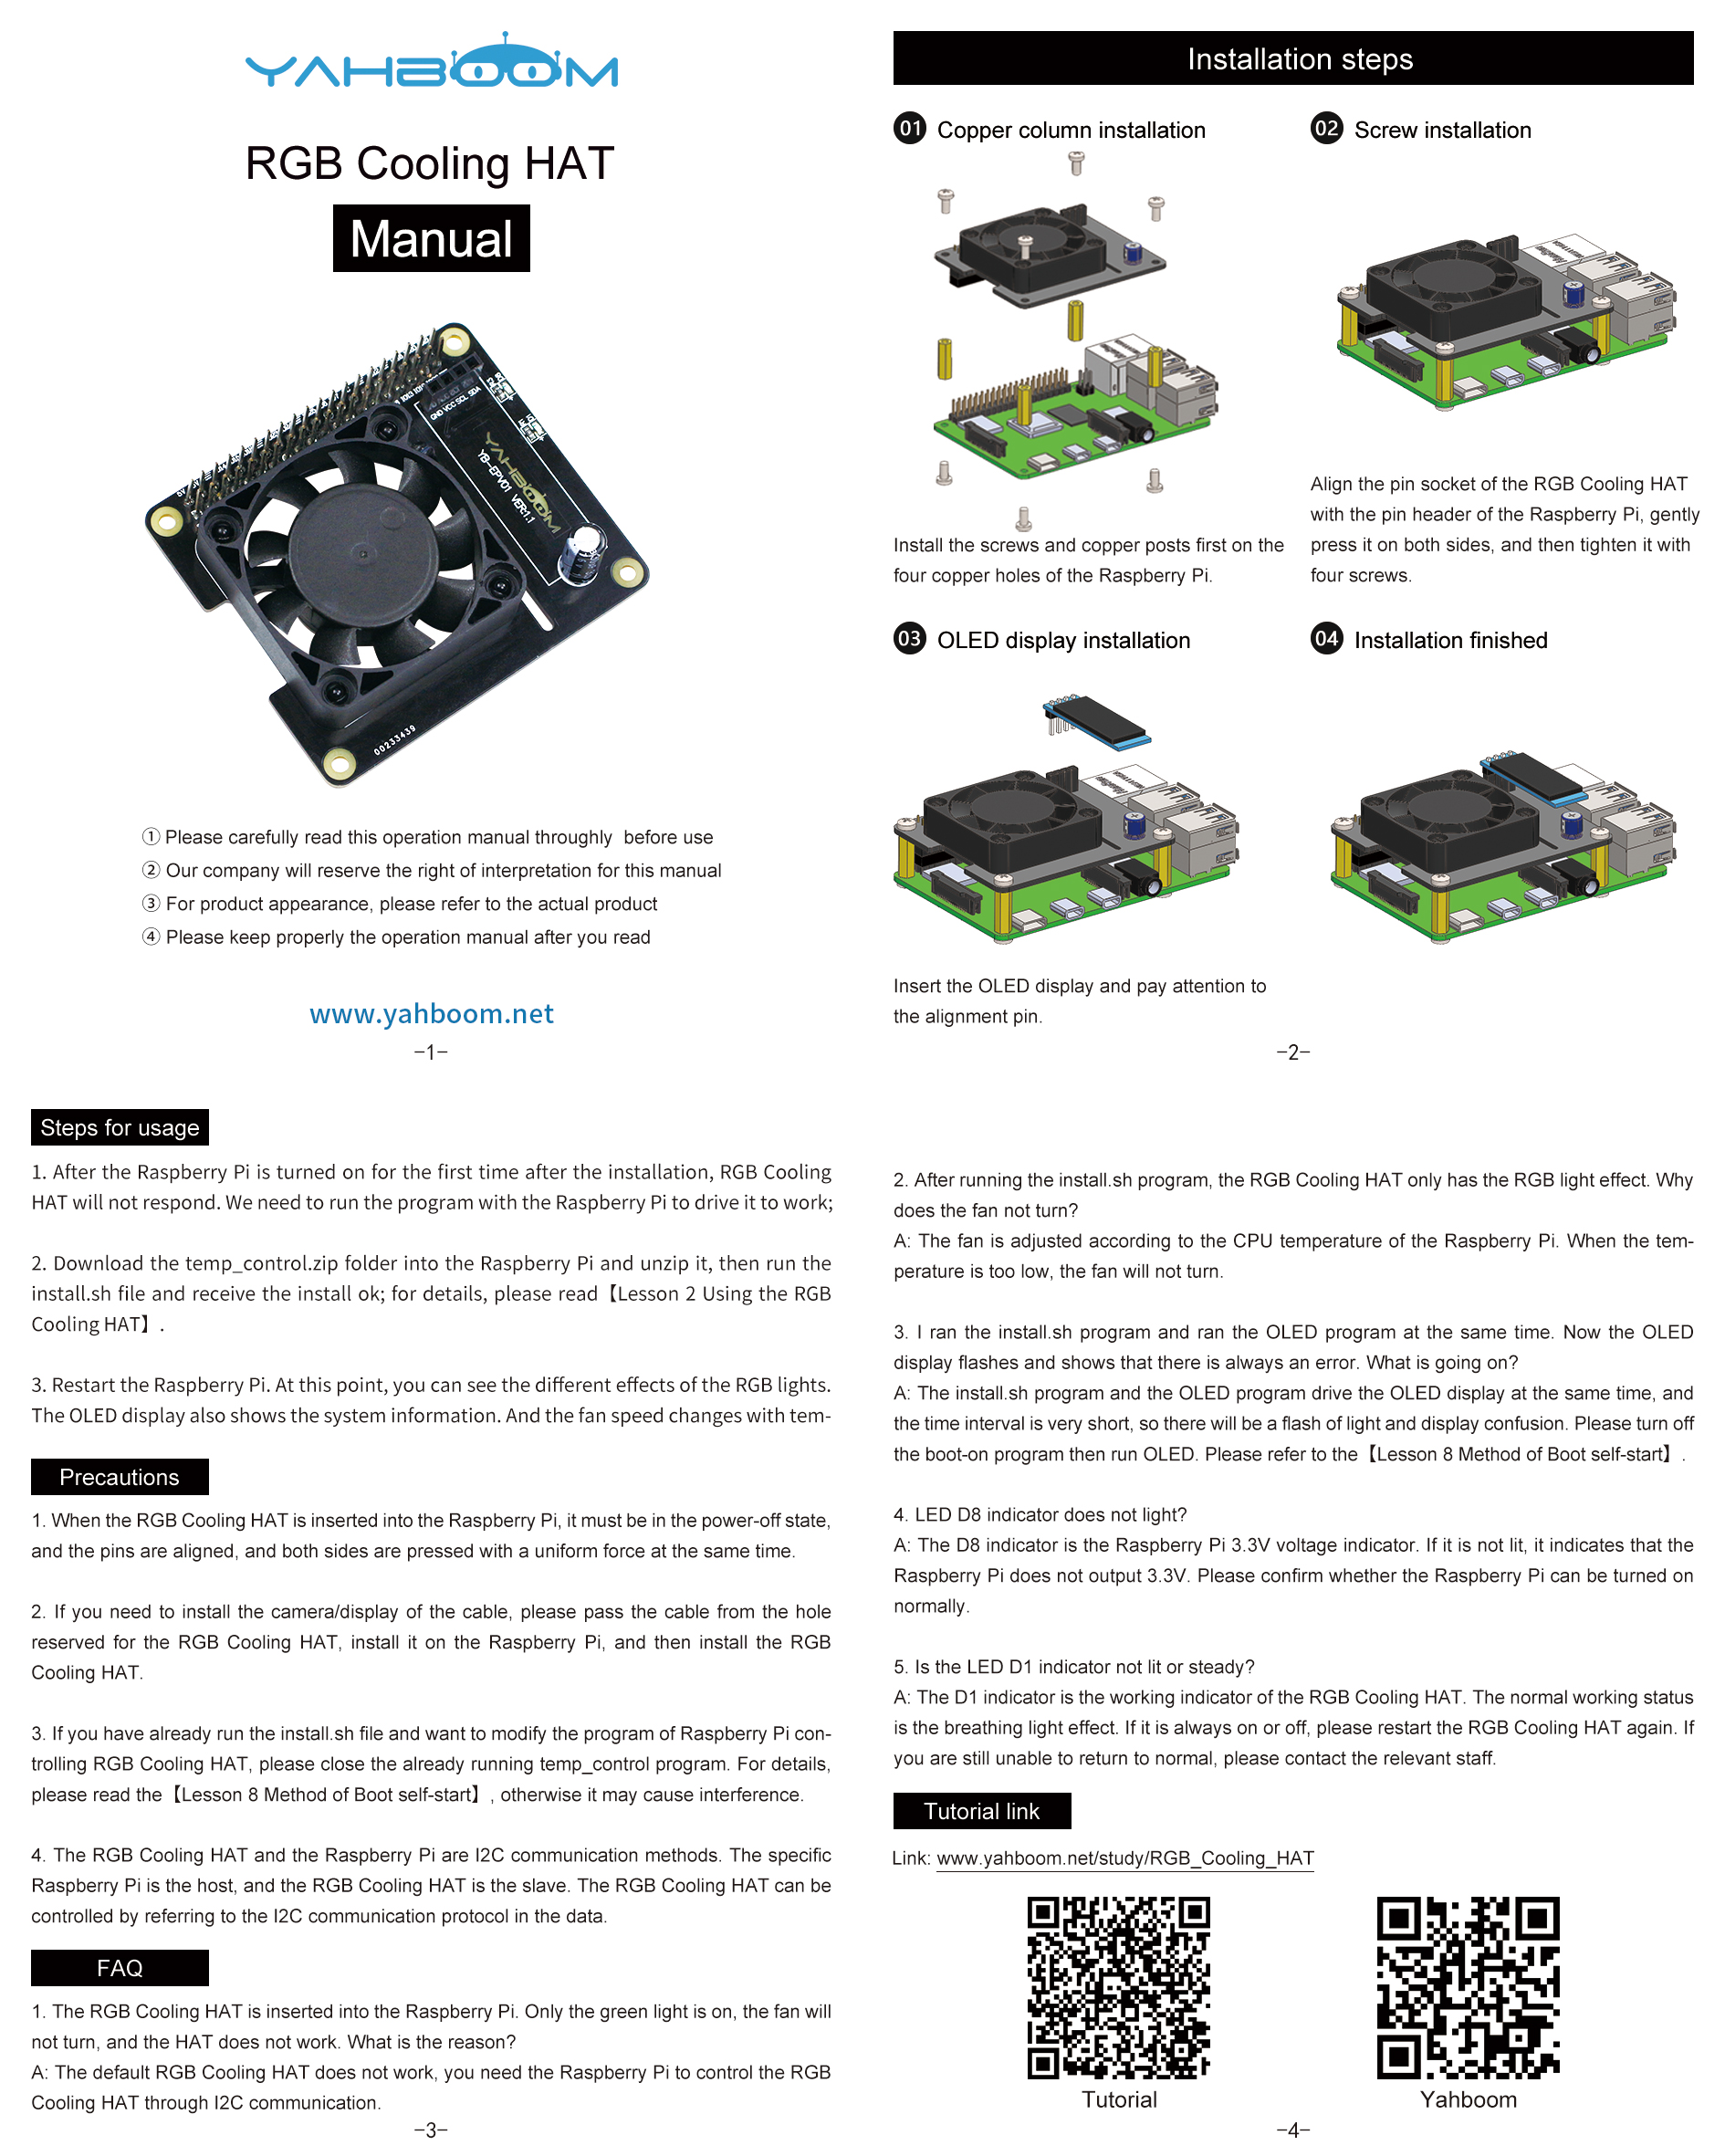 YAHBOOM
RGB Cooling HAT
Manual
GND VCC SCL SDA
YAHBOOM
YB-EPV01 VER:1.1
00233439
① Please carefully read this operation manual throughly  before use
② Our company will reserve the right of interpretation for this manual
③ For product appearance, please refer to the actual product
④ Please keep properly the operation manual after you read
www.yahboom.net
-1-
Installation steps
01 Copper column installation
Install the screws and copper posts first on the
four copper holes of the Raspberry Pi.
02 Screw installation
Align the pin socket of the RGB Cooling HAT
with the pin header of the Raspberry Pi, gently
press it on both sides, and then tighten it with
four screws.
03 OLED display installation
Insert the OLED display and pay attention to
the alignment pin.
04 Installation finished
-2-
Steps for usage
1. After the Raspberry Pi is turned on for the first time after the installation, RGB Cooling
HAT will not respond. We need to run the program with the Raspberry Pi to drive it to work;
2. Download the temp_control.zip folder into the Raspberry Pi and unzip it, then run the
install.sh file and receive the install ok; for details, please read【Lesson 2 Using the RGB
Cooling HAT】.
3. Restart the Raspberry Pi. At this point, you can see the different effects of the RGB lights.
The OLED display also shows the system information. And the fan speed changes with tem-
Precautions
1. When the RGB Cooling HAT is inserted into the Raspberry Pi, it must be in the power-off state,
and the pins are aligned, and both sides are pressed with a uniform force at the same time.
2. If you need to install the camera/display of the cable, please pass the cable from the hole
reserved for the RGB Cooling HAT, install it on the Raspberry Pi, and then install the RGB
Cooling HAT.
3. If you have already run the install.sh file and want to modify the program of Raspberry Pi con-
trolling RGB Cooling HAT, please close the already running temp_control program. For details,
please read the【Lesson 8 Method of Boot self-start】, otherwise it may cause interference.
4. The RGB Cooling HAT and the Raspberry Pi are I2C communication methods. The specific
Raspberry Pi is the host, and the RGB Cooling HAT is the slave. The RGB Cooling HAT can be
controlled by referring to the I2C communication protocol in the data.
FAQ
1. The RGB Cooling HAT is inserted into the Raspberry Pi. Only the green light is on, the fan will
not turn, and the HAT does not work. What is the reason?
A: The default RGB Cooling HAT does not work, you need the Raspberry Pi to control the RGB
Cooling HAT through I2C communication.
-3-
2. After running the install.sh program, the RGB Cooling HAT only has the RGB light effect. Why
does the fan not turn?
A: The fan is adjusted according to the CPU temperature of the Raspberry Pi. When the tem-
perature is too low, the fan will not turn.
3. I ran the install.sh program and ran the OLED program at the same time. Now the OLED
display flashes and shows that there is always an error. What is going on?
A: The install.sh program and the OLED program drive the OLED display at the same time, and
the time interval is very short, so there will be a flash of light and display confusion. Please turn off
the boot-on program then run OLED. Please refer to the【Lesson 8 Method of Boot self-start】.
4. LED D8 indicator does not light?
A: The D8 indicator is the Raspberry Pi 3.3V voltage indicator. If it is not lit, it indicates that the
Raspberry Pi does not output 3.3V. Please confirm whether the Raspberry Pi can be turned on
normally.
5. Is the LED D1 indicator not lit or steady?
A: The D1 indicator is the working indicator of the RGB Cooling HAT. The normal working status
is the breathing light effect. If it is always on or off, please restart the RGB Cooling HAT again. If
you are still unable to return to normal, please contact the relevant staff.
Tutorial link
Link: www.yahboom.net/study/RGB_Cooling_HAT
Tutorial
Yahboom
-4-